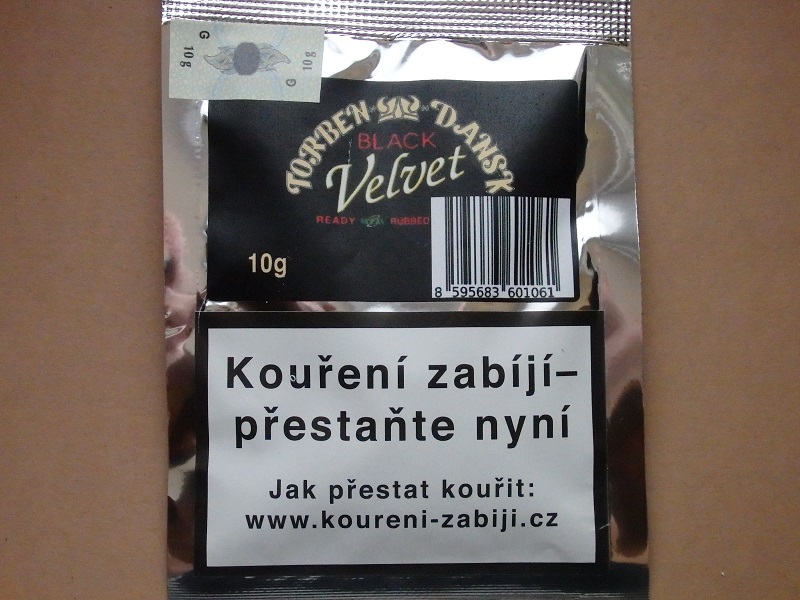 G
10g
10g
G
TORBEN DANSK
BLACK
Velvet
READY RUBBED
10g
8 595683 601061
Kouření zabíjí–
přestaňte nyní
Jak přestat kouřit:
www.koureni-zabiji.cz